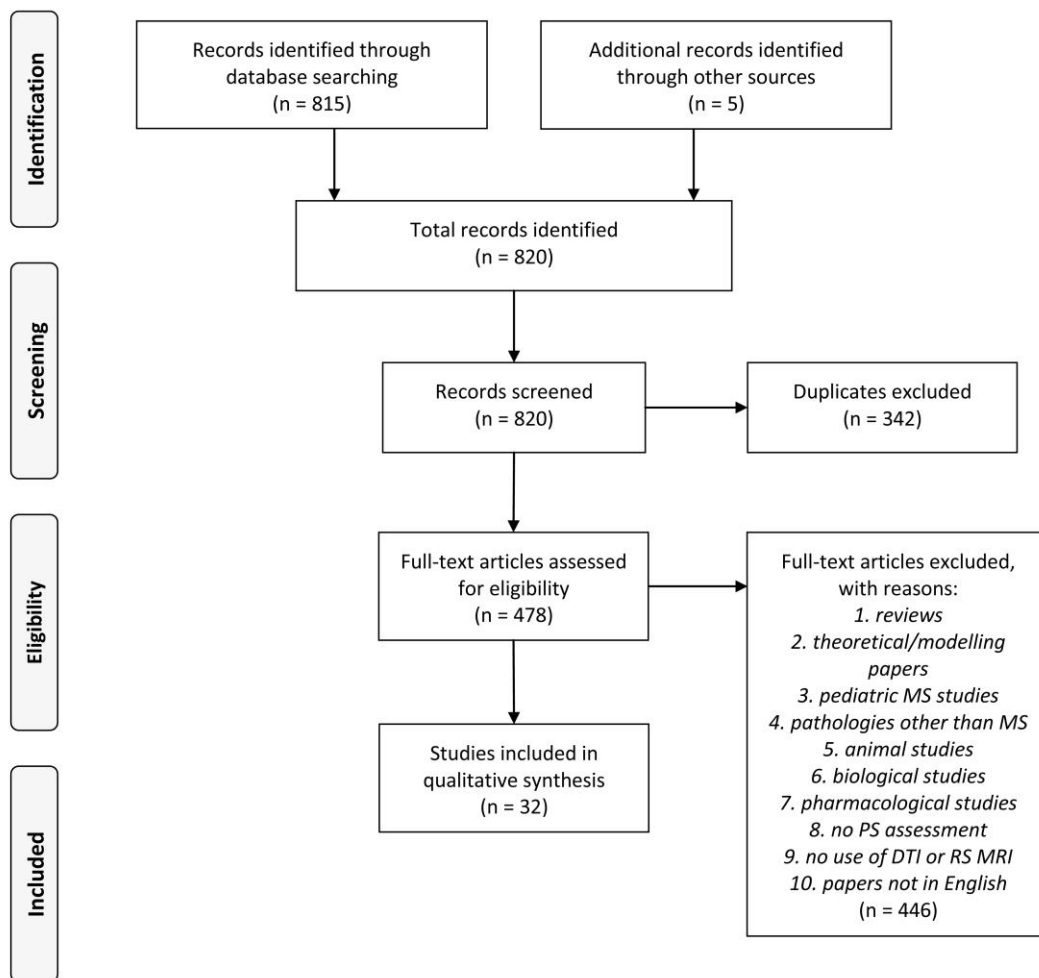 Identification
Records identified through
database searching
(n = 815)
Additional records identified
through other sources
(n = 5)
Total records identified
(n = 820)
Screening
Records screened
(n = 820)
Duplicates excluded
(n = 342)
Eligibility
Full-text articles assessed
for eligibility
(n = 478)
Full-text articles excluded,
with reasons:
1. reviews
2. theoretical/modelling
papers
3. pediatric MS studies
4. pathologies other than MS
5. animal studies
6. biological studies
7. pharmacological studies
8. no PS assessment
9. no use of DTI or RS MRI
10. papers not in English
(n = 446)
Included
Studies included in
qualitative synthesis
(n = 32)